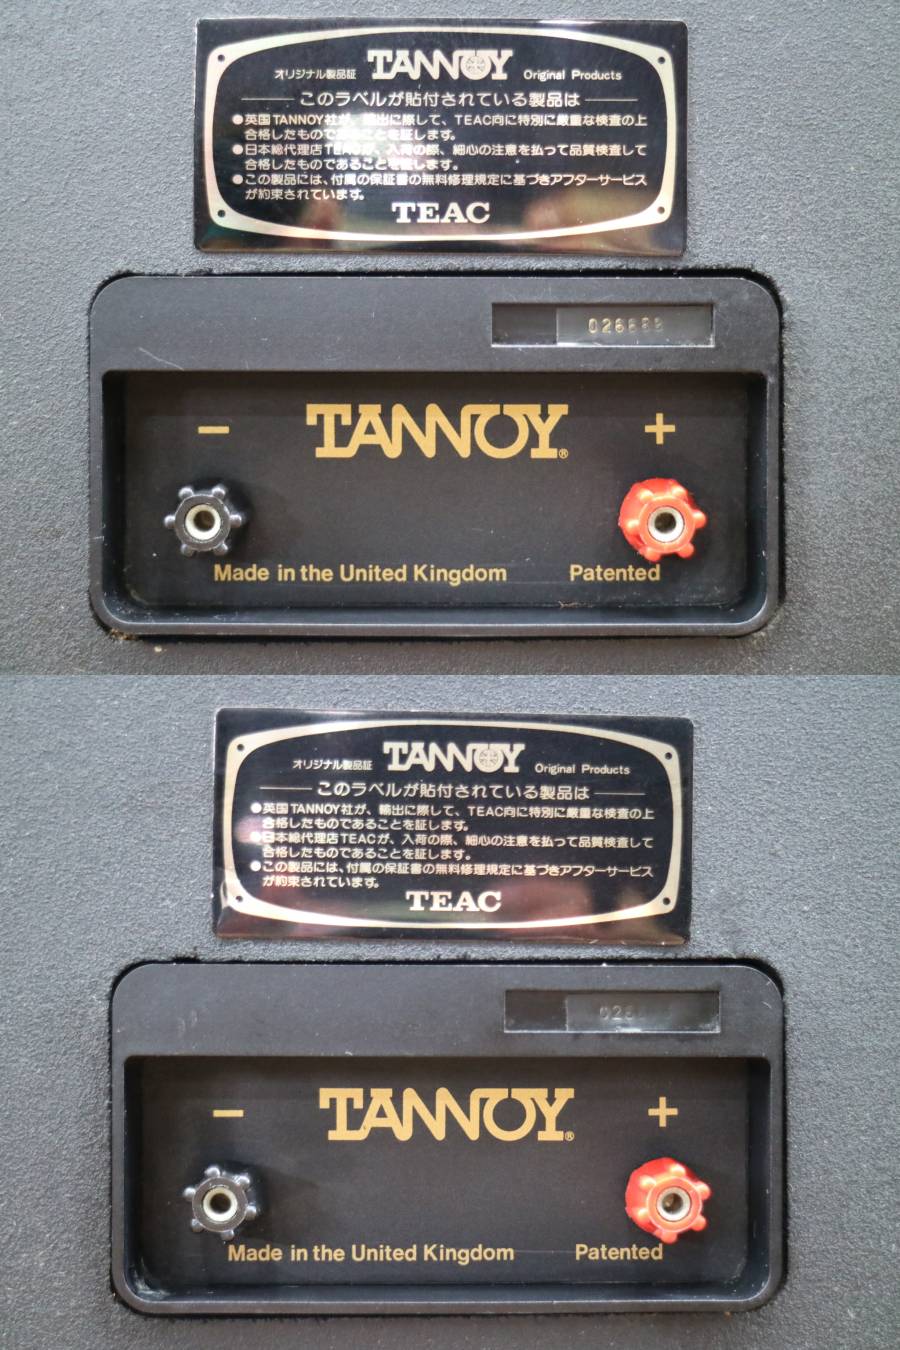 TANNOY
オリジナル製品証 Original Products
このラベルが貼付されている製品は
●英国TANNOY社が、輸出に際して、TEAC向に特別に厳重な検査の上
合格したものであることを証します。
●日本総代理店TEACが、入荷の際、細心の注意を払って品質検査して
合格したものであることを証します。
●この製品には、付属の保証書の無料修理規定に基づきアフターサービス
が約束されています。
TEAC
− TANNOY® +
Made in the United Kingdom Patented
TANNOY
オリジナル製品証 Original Products
このラベルが貼付されている製品は
●英国TANNOY社が、輸出に際して、TEAC向に特別に厳重な検査の上
合格したものであることを証します。
●日本総代理店TEACが、入荷の際、細心の注意を払って品質検査して
合格したものであることを証します。
●この製品には、付属の保証書の無料修理規定に基づきアフターサービス
が約束されています。
TEAC
− TANNOY® +
Made in the United Kingdom Patented